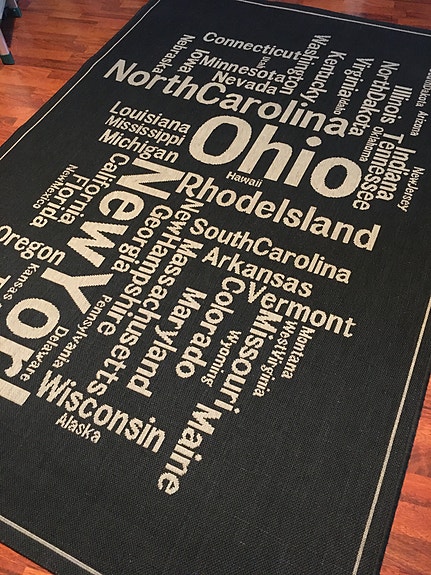 Connecticut
Nebraska
Iowa
Utah
Washington
Minnesota
Nevada
Kentucky
Virginia
Idaho
NorthDakota
Illinois
SouthDakota
Arizona
NorthCarolina
Louisiana
Mississippi
Michigan
Ohio
Oklahoma
Tennessee
Indiana
NewJersey
Hawaii
RhodeIsland
California
NewMexico
Florida
NewYork
Georgia
NewHampshire
SouthCarolina
Arkansas
Oregon
Kansas
Massachusetts
Maryland
Colorado
Vermont
Missouri
Montana
WestVirginia
Wyoming
Pennsylvania
Delaware
Wisconsin
Alaska
Maine